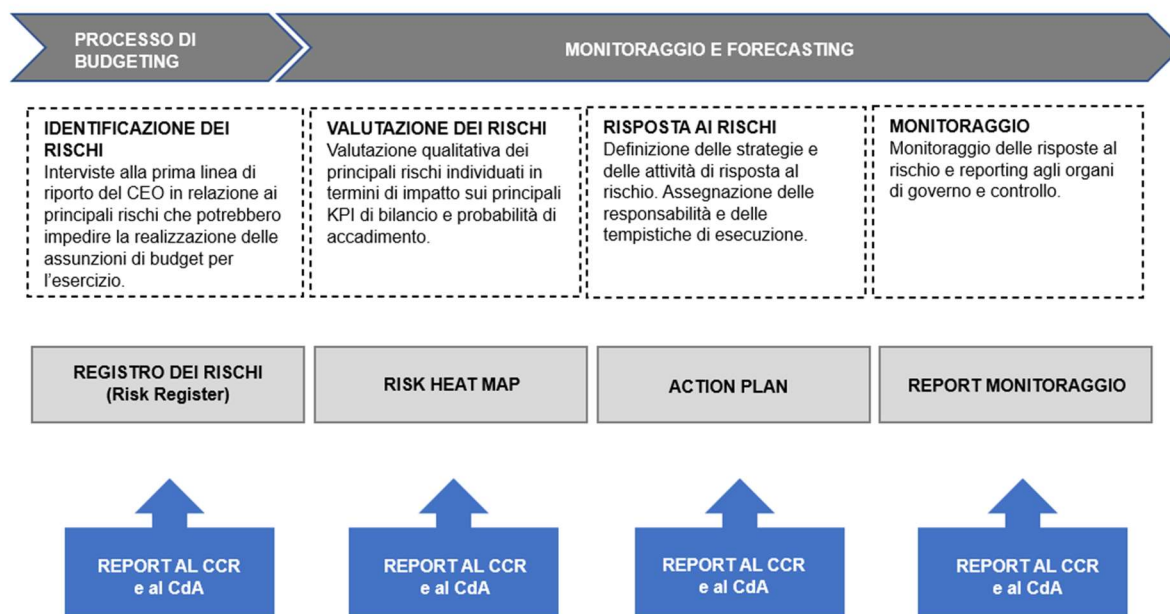 PROCESSO DI
BUDGETING
MONITORAGGIO E FORECASTING
IDENTIFICAZIONE DEI
RISCHI
Interviste alla prima linea di
riporto del CEO in relazione ai
principali rischi che potrebbero
impedire la realizzazione delle
assunzioni di budget per
l'esercizio.
VALUTAZIONE DEI RISCHI
Valutazione qualitativa dei
principali rischi individuati in
termini di impatto sui principali
KPI di bilancio e probabilità di
accadimento.
RISPOSTA AI RISCHI
Definizione delle strategie e
delle attività di risposta al
rischio. Assegnazione delle
responsabilità e delle
tempistiche di esecuzione.
MONITORAGGIO
Monitoraggio delle risposte al
rischio e reporting agli organi
di governo e controllo.
REGISTRO DEI RISCHI
(Risk Register)
RISK HEAT MAP
ACTION PLAN
REPORT MONITORAGGIO
REPORT AL CCR
e al CdA
REPORT AL CCR
e al CdA
REPORT AL CCR
e al CdA
REPORT AL CCR
e al CdA